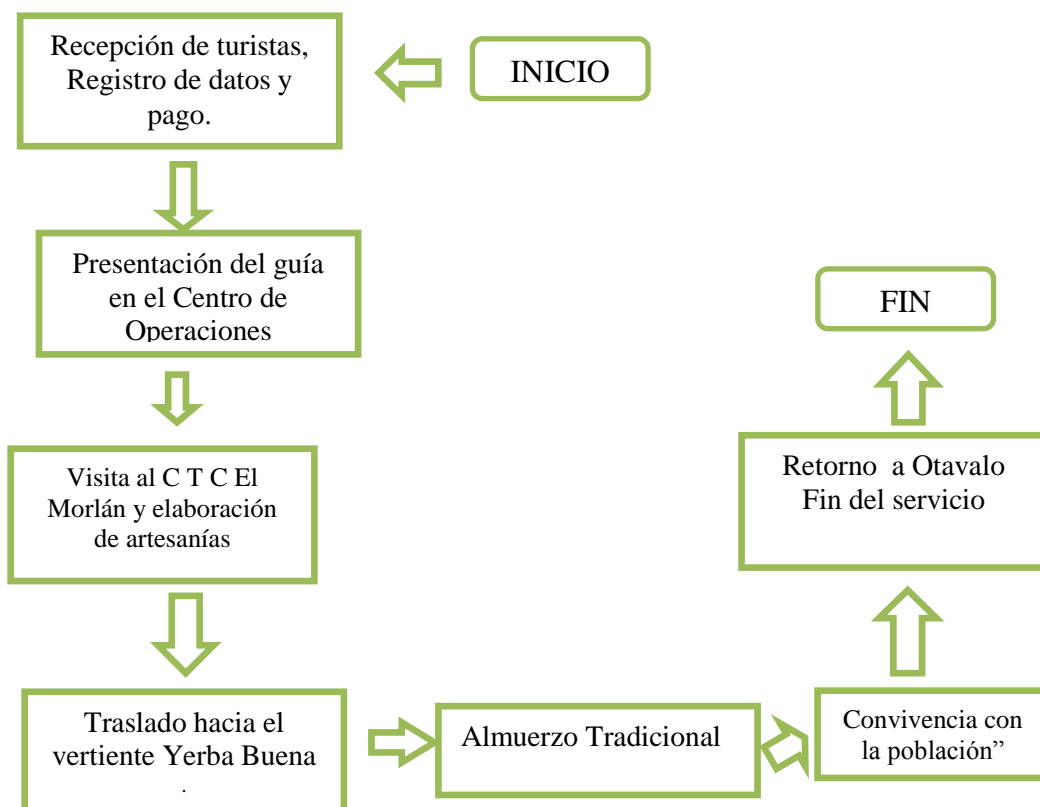 INICIO
Recepción de turistas,
Registro de datos y
pago.
Presentación del guía
en el Centro de
Operaciones
Visita al C T C El
Morlán y elaboración
de artesanías
Traslado hacia el
vertiente Yerba Buena
.
Almuerzo Tradicional
Convivencia con
la población”
Retorno a Otavalo
Fin del servicio
FIN